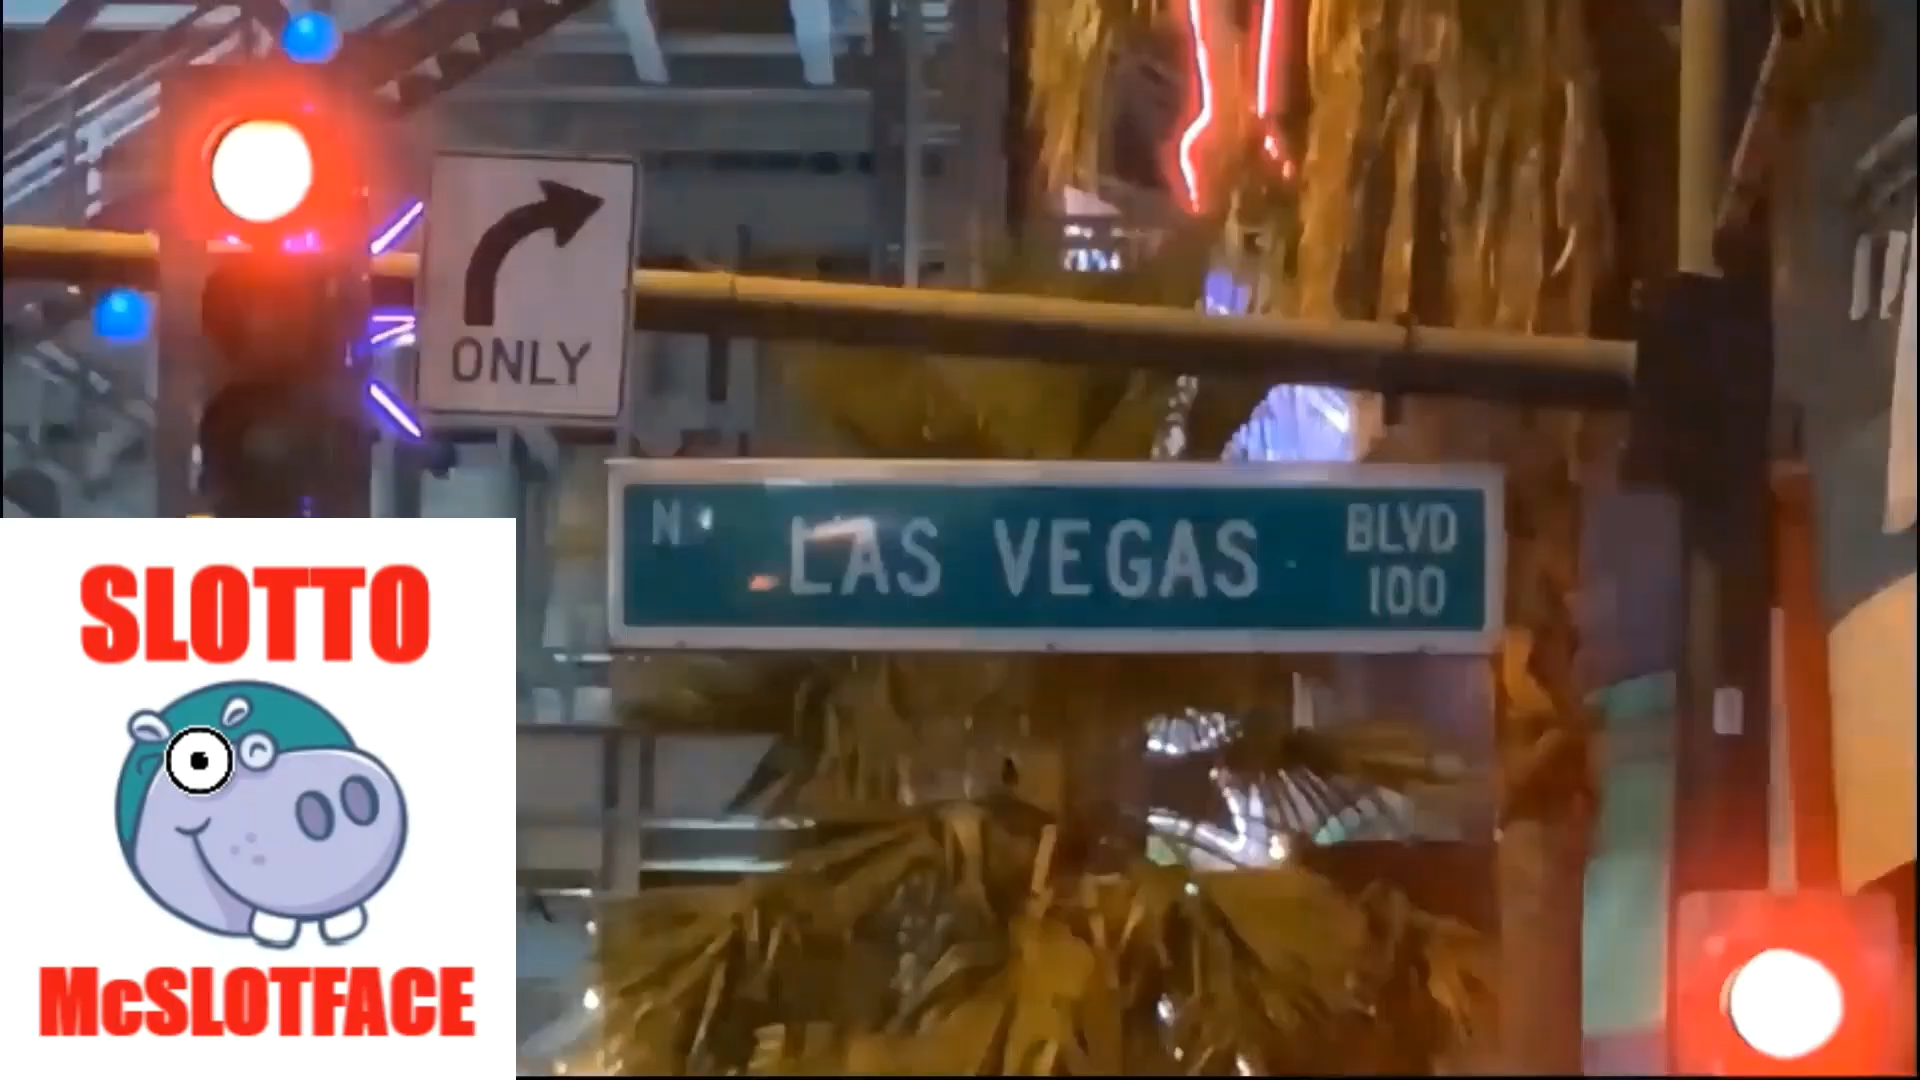 ONLY
N. LAS VEGAS BLVD
100
SLOTTO
McSLOTFACE